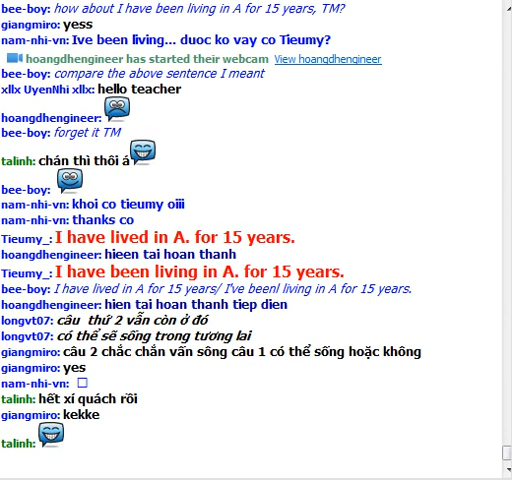 bee-boy: how about I have been living in A for 15 years, TM?
giangmiro: yess
nam-nhi-vn: Ive been living... duoc ko vay co Tieumy?
hoangdhengineer has started their webcam View hoangdhengineer
bee-boy: compare the above sentence I meant
xllx UyenNhi xllx: hello teacher
hoangdhengineer:
bee-boy: forget it TM
talinh: chán thì thôi á
bee-boy:
nam-nhi-vn: khoi co tieumy oiii
nam-nhi-vn: thanks co
Tieumy_: I have lived in A. for 15 years.
hoangdhengineer: hieen tai hoan thanh
Tieumy_: I have been living in A. for 15 years.
bee-boy: I have lived in A for 15 years/ I've beenl living in A for 15 years.
hoangdhengineer: hien tai hoan thanh tiep dien
longvt07: câu thứ 2 vẫn còn ở đó
longvt07: có thể sẽ sống trong tương lai
giangmiro: câu 2 chắc chắn vấn sông câu 1 có thể sống hoặc không
giangmiro: yes
nam-nhi-vn:
talinh: hết xí quách rồi
giangmiro: kekke
talinh: